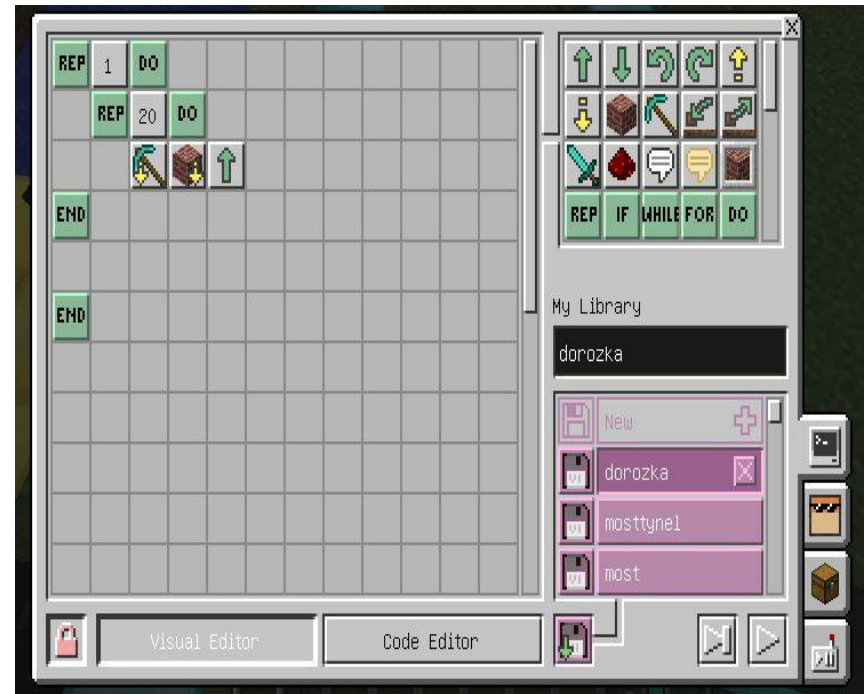 REP 1 DO
REP 20 DO
END
END
REP IF WHILE FOR DO
My Library
dorozka
New
dorozka
mosttynel
most
Visual Editor
Code Editor